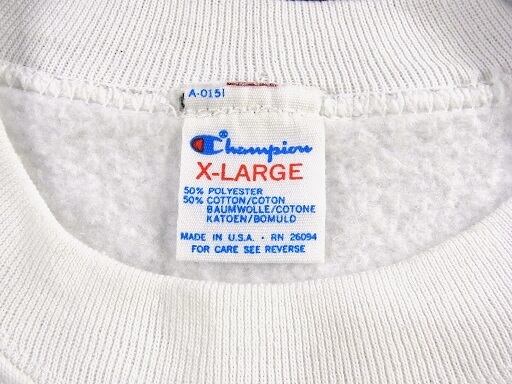 A-0151
Champion
X-LARGE
50% POLYESTER
50% COTTON/COTON
BAUMWOLLE/COTONE
KATOEN/BOMULD
MADE IN U.S.A. · RN 26094
FOR CARE SEE REVERSE